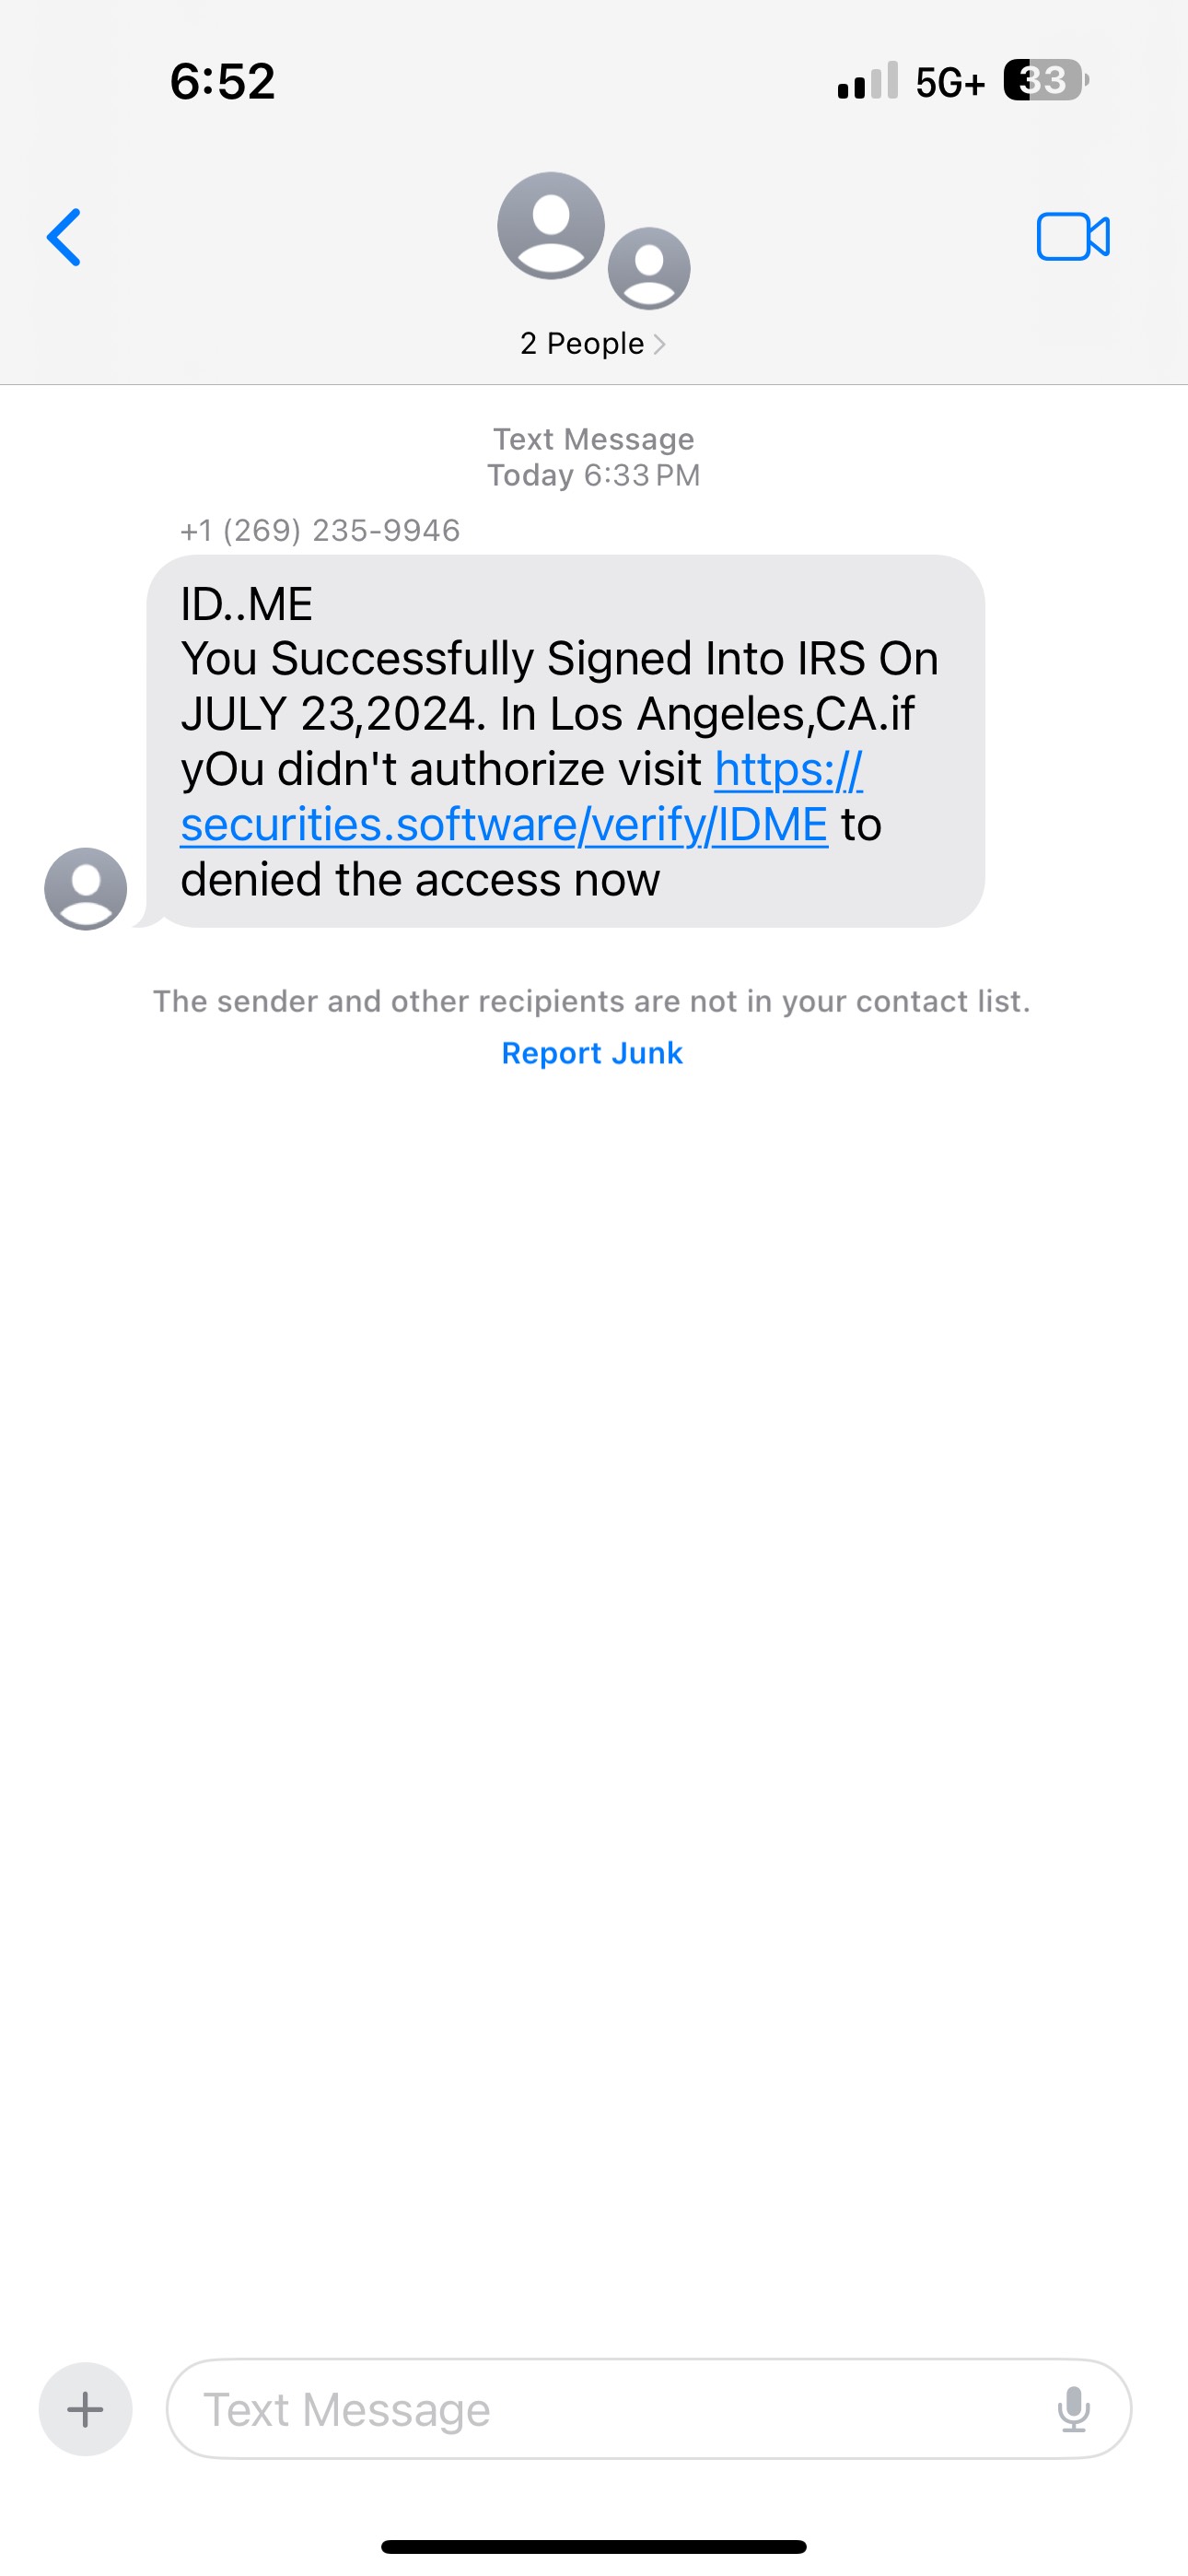 6:52
5G+ 33
2 People
Text Message
Today 6:33 PM
+1 (269) 235-9946
ID..ME
You Successfully Signed Into IRS On
JULY 23,2024. In Los Angeles,CA.if
yOu didn't authorize visit https://
securities.software/verify/IDME to
denied the access now
The sender and other recipients are not in your contact list.
Report Junk
Text Message